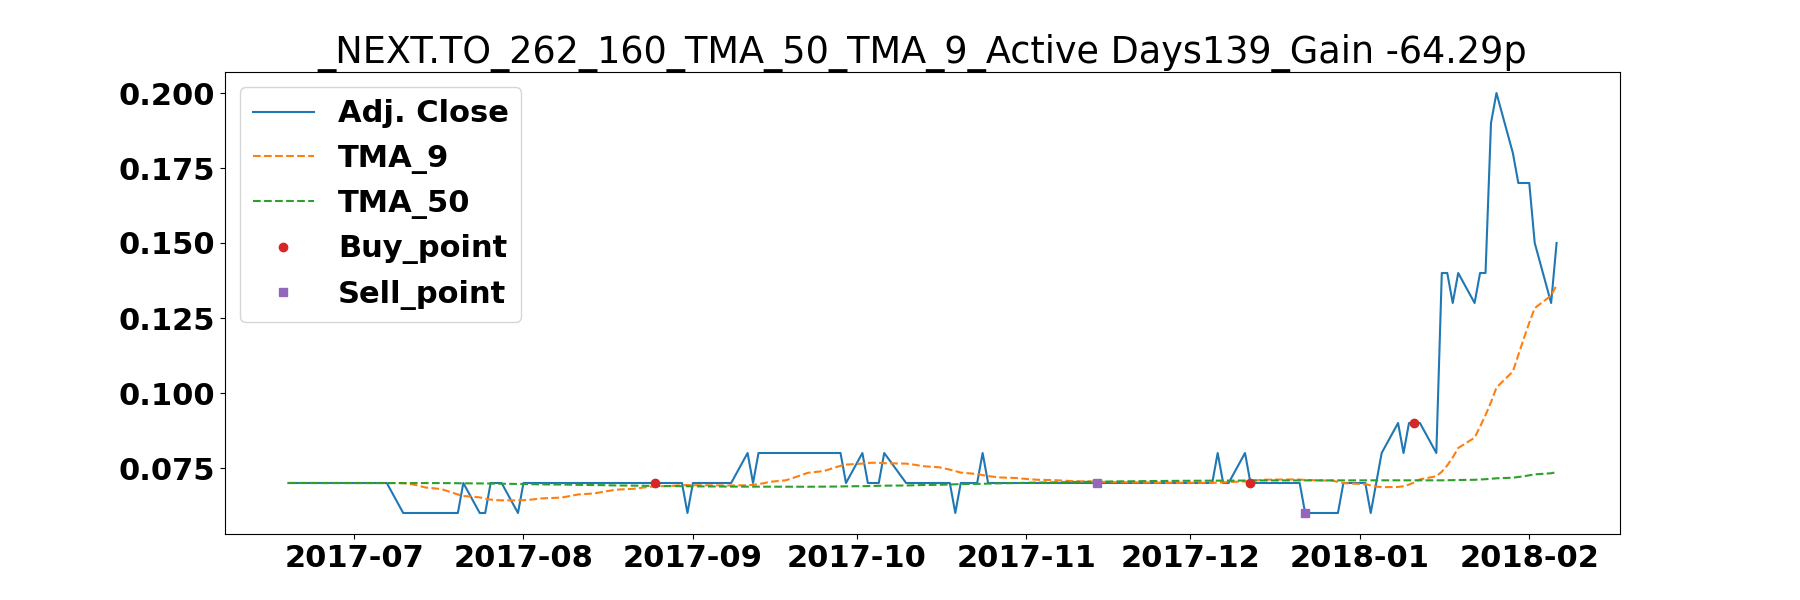 _NEXT.TO_262_160_TMA_50_TMA_9_Active Days139_Gain -64.29p
0.200
0.175
0.150
0.125
0.100
0.075
Adj. Close
TMA_9
TMA_50
Buy_point
Sell_point
2017-07 2017-08 2017-09 2017-10 2017-11 2017-12 2018-01 2018-02